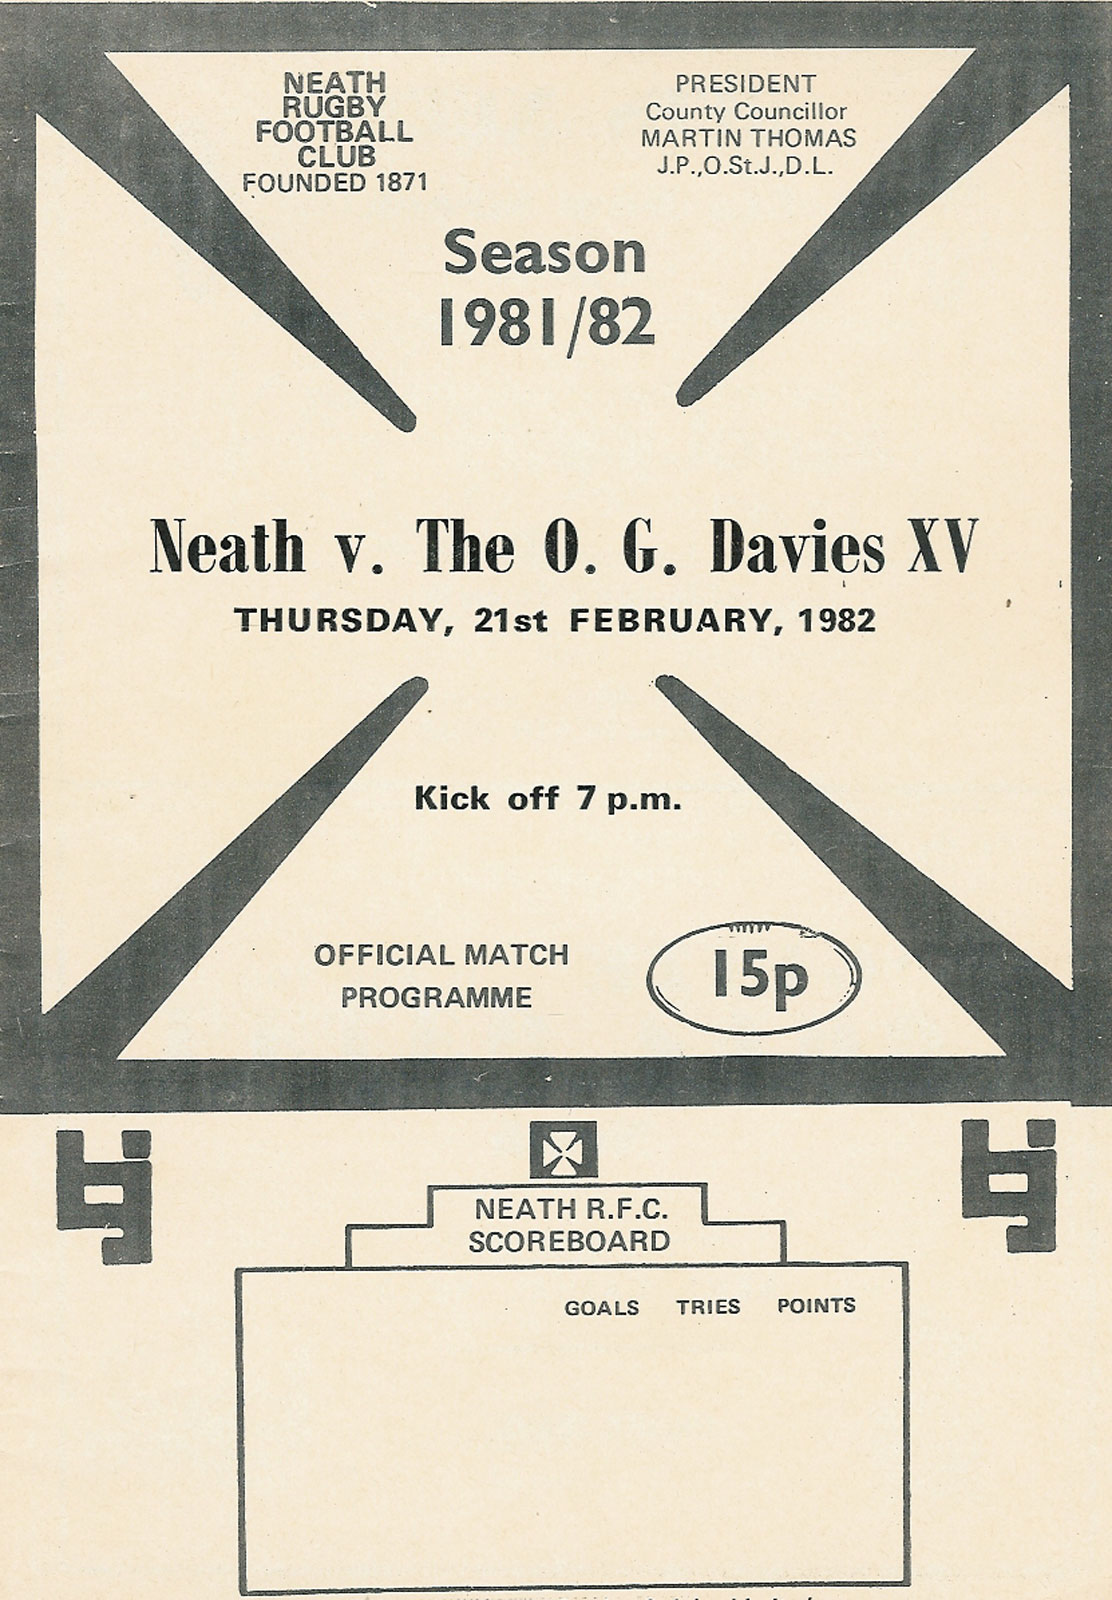 NEATH
RUGBY
FOOTBALL
CLUB
FOUNDED 1871
PRESIDENT
County Councillor
MARTIN THOMAS
J.P.,O.St.J.,D.L.
Season
1981/82
Neath v. The O. G. Davies XV
THURSDAY, 21st FEBRUARY, 1982
Kick off 7 p.m.
OFFICIAL MATCH
PROGRAMME
15p
NEATH R.F.C.
SCOREBOARD
GOALS TRIES POINTS